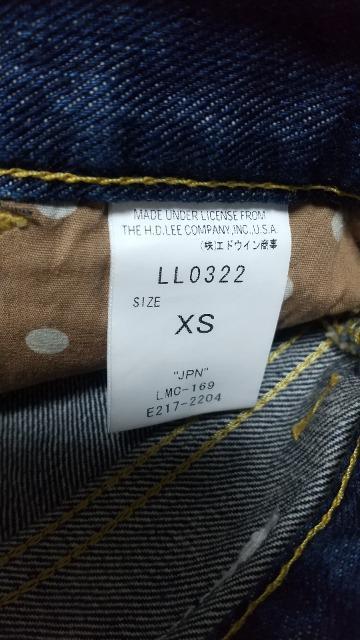 MADE UNDER LICENSE FROM
THE H.D.LEE COMPANY,INC.,U.S.A.
(株)エドウイン商事
LL0322
SIZE
XS
"JPN"
LMC-169
E217-2204